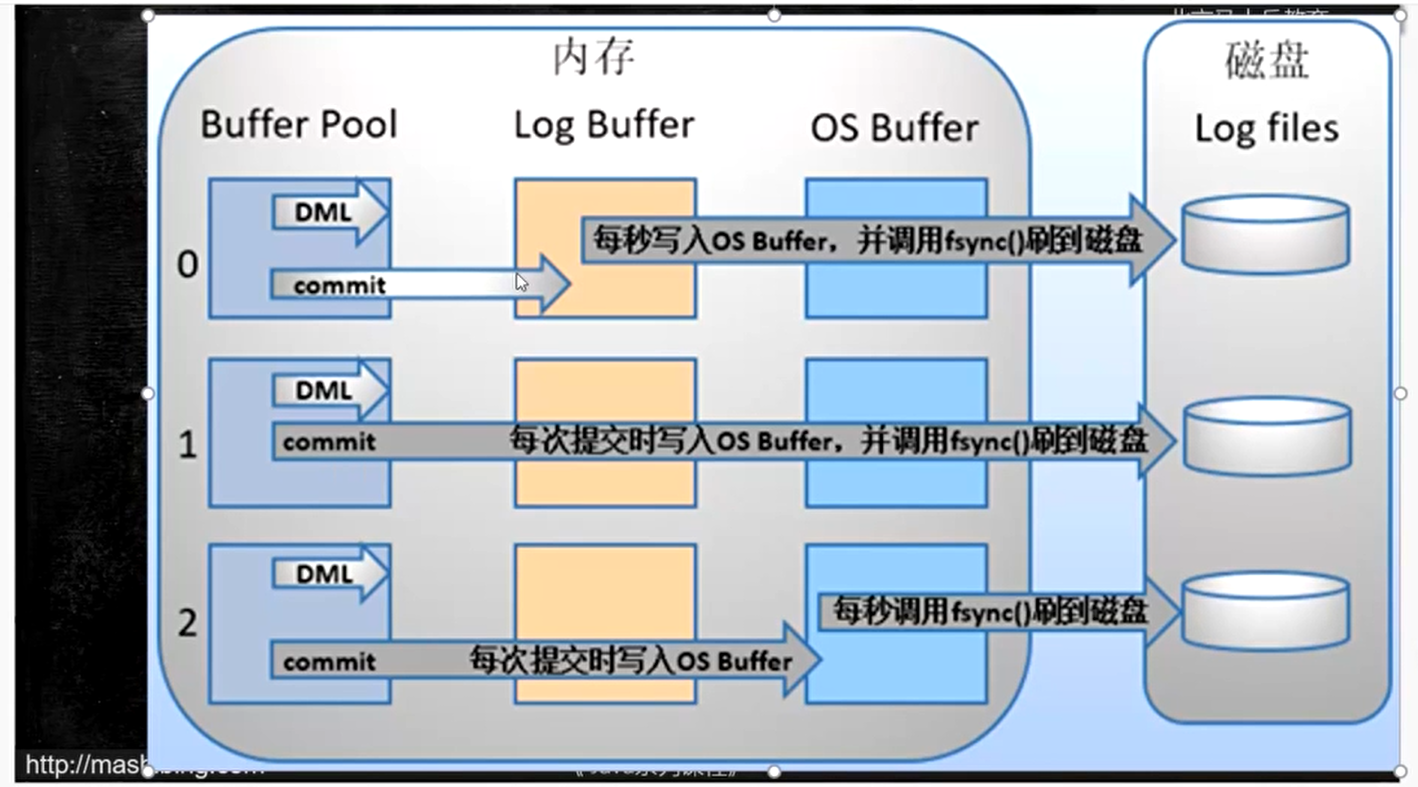 内存
磁盘
Buffer Pool
Log Buffer
OS Buffer
Log files
0
DML
每秒写入OS Buffer，并调用fsync()刷到磁盘
commit
1
DML
commit
每次提交时写入OS Buffer，并调用fsync()刷到磁盘
2
DML
每秒调用fsync()刷到磁盘
commit
每次提交时写入OS Buffer
http://mas